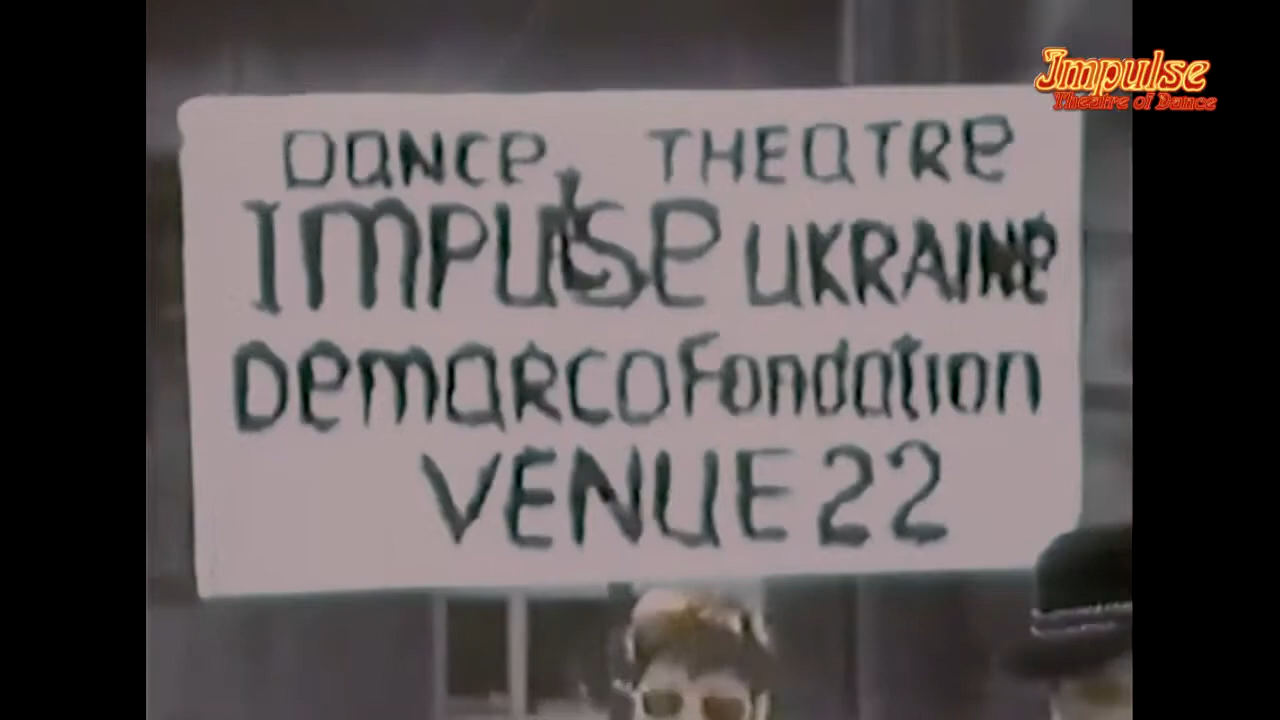 Impulse
Theatre of Dance
DANCE THEATRE
IMPULSE UKRAINE
DEMARCO FONDATION
VENUE 22